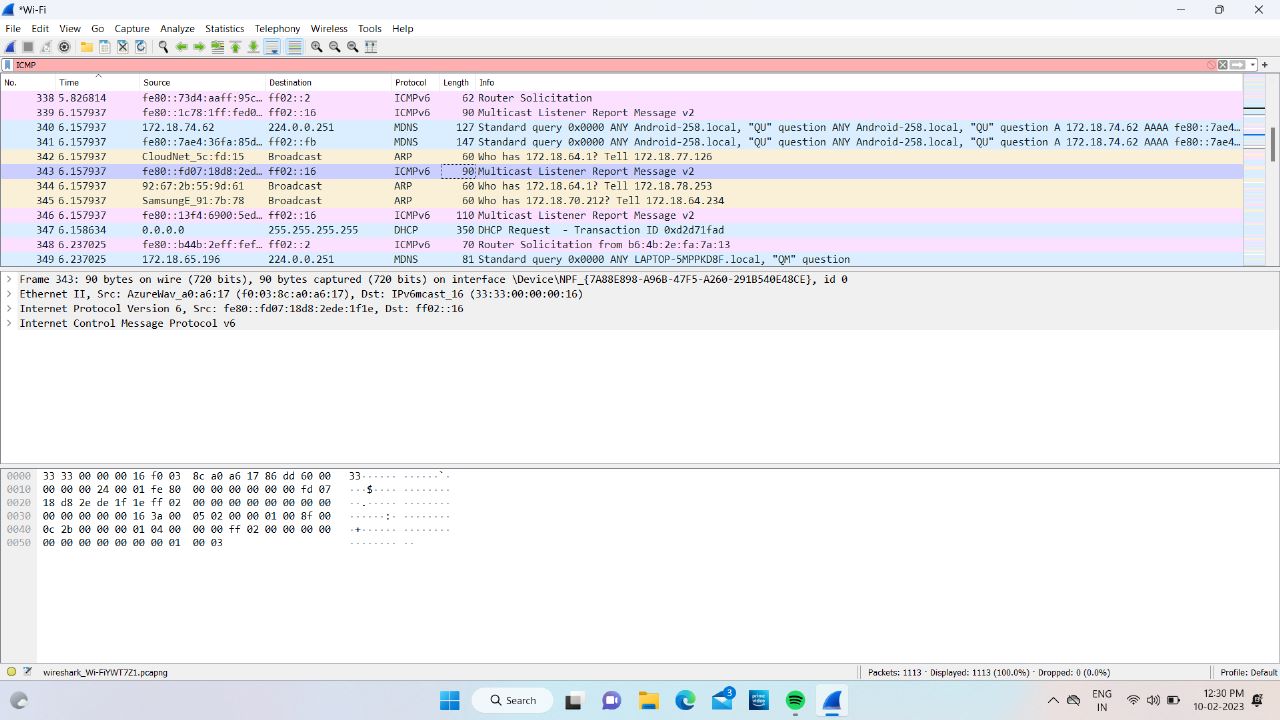 *Wi-Fi
File Edit View Go Capture Analyze Statistics Telephony Wireless Tools Help
ICMP
No. Time Source Destination Protocol Length Info
338 5.826814 fe80::73d4:aaff:95c… ff02::2 ICMPv6 62 Router Solicitation
339 6.157937 fe80::1c78:1ff:fed0… ff02::16 ICMPv6 90 Multicast Listener Report Message v2
340 6.157937 172.18.74.62 224.0.0.251 MDNS 127 Standard query 0x0000 ANY Android-258.local, "QU" question ANY Android-258.local, "QU" question A 172.18.74.62 AAAA fe80::7ae4…
341 6.157937 fe80::7ae4:36fa:85d… ff02::fb MDNS 147 Standard query 0x0000 ANY Android-258.local, "QU" question ANY Android-258.local, "QU" question A 172.18.74.62 AAAA fe80::7ae4…
342 6.157937 CloudNet_5c:fd:15 Broadcast ARP 60 Who has 172.18.64.1? Tell 172.18.77.126
343 6.157937 fe80::fd07:18d8:2ed… ff02::16 ICMPv6 90 Multicast Listener Report Message v2
344 6.157937 92:67:2b:55:9d:61 Broadcast ARP 60 Who has 172.18.64.1? Tell 172.18.78.253
345 6.157937 SamsungE_91:7b:78 Broadcast ARP 60 Who has 172.18.70.212? Tell 172.18.64.234
346 6.157937 fe80::13f4:6900:5ed… ff02::16 ICMPv6 110 Multicast Listener Report Message v2
347 6.158634 0.0.0.0 255.255.255.255 DHCP 350 DHCP Request - Transaction ID 0xd2d71fad
348 6.237025 fe80::b44b:2eff:fef… ff02::2 ICMPv6 70 Router Solicitation from b6:4b:2e:fa:7a:13
349 6.237025 172.18.65.196 224.0.0.251 MDNS 81 Standard query 0x0000 ANY LAPTOP-5MPPKD8F.local, "QM" question
Frame 343: 90 bytes on wire (720 bits), 90 bytes captured (720 bits) on interface \Device\NPF_{7A88E898-A96B-47F5-A260-291B540E48CE}, id 0
Ethernet II, Src: AzureWav_a0:a6:17 (f0:03:8c:a0:a6:17), Dst: IPv6mcast_16 (33:33:00:00:00:16)
Internet Protocol Version 6, Src: fe80::fd07:18d8:2ede:1f1e, Dst: ff02::16
Internet Control Message Protocol v6
0000 33 33 00 00 00 16 f0 03 8c a0 a6 17 86 dd 60 00 33······ ······`·
0010 00 00 00 24 00 01 fe 80 00 00 00 00 00 00 fd 07 ···$···· ········
0020 18 d8 2e de 1f 1e ff 02 00 00 00 00 00 00 00 00 ··.····· ········
0030 00 00 00 00 00 16 3a 00 05 02 00 00 01 00 8f 00 ······:· ········
0040 0c 2b 00 00 00 01 04 00 00 00 ff 02 00 00 00 00 ·+······ ········
0050 00 00 00 00 00 00 00 01 00 03 ········ ··
wireshark_Wi-FiYWT7Z1.pcapng Packets: 1113 · Displayed: 1113 (100.0%) · Dropped: 0 (0.0%) Profile: Default
Search 3 prime video ENG 12:30 PM
IN 10-02-2023